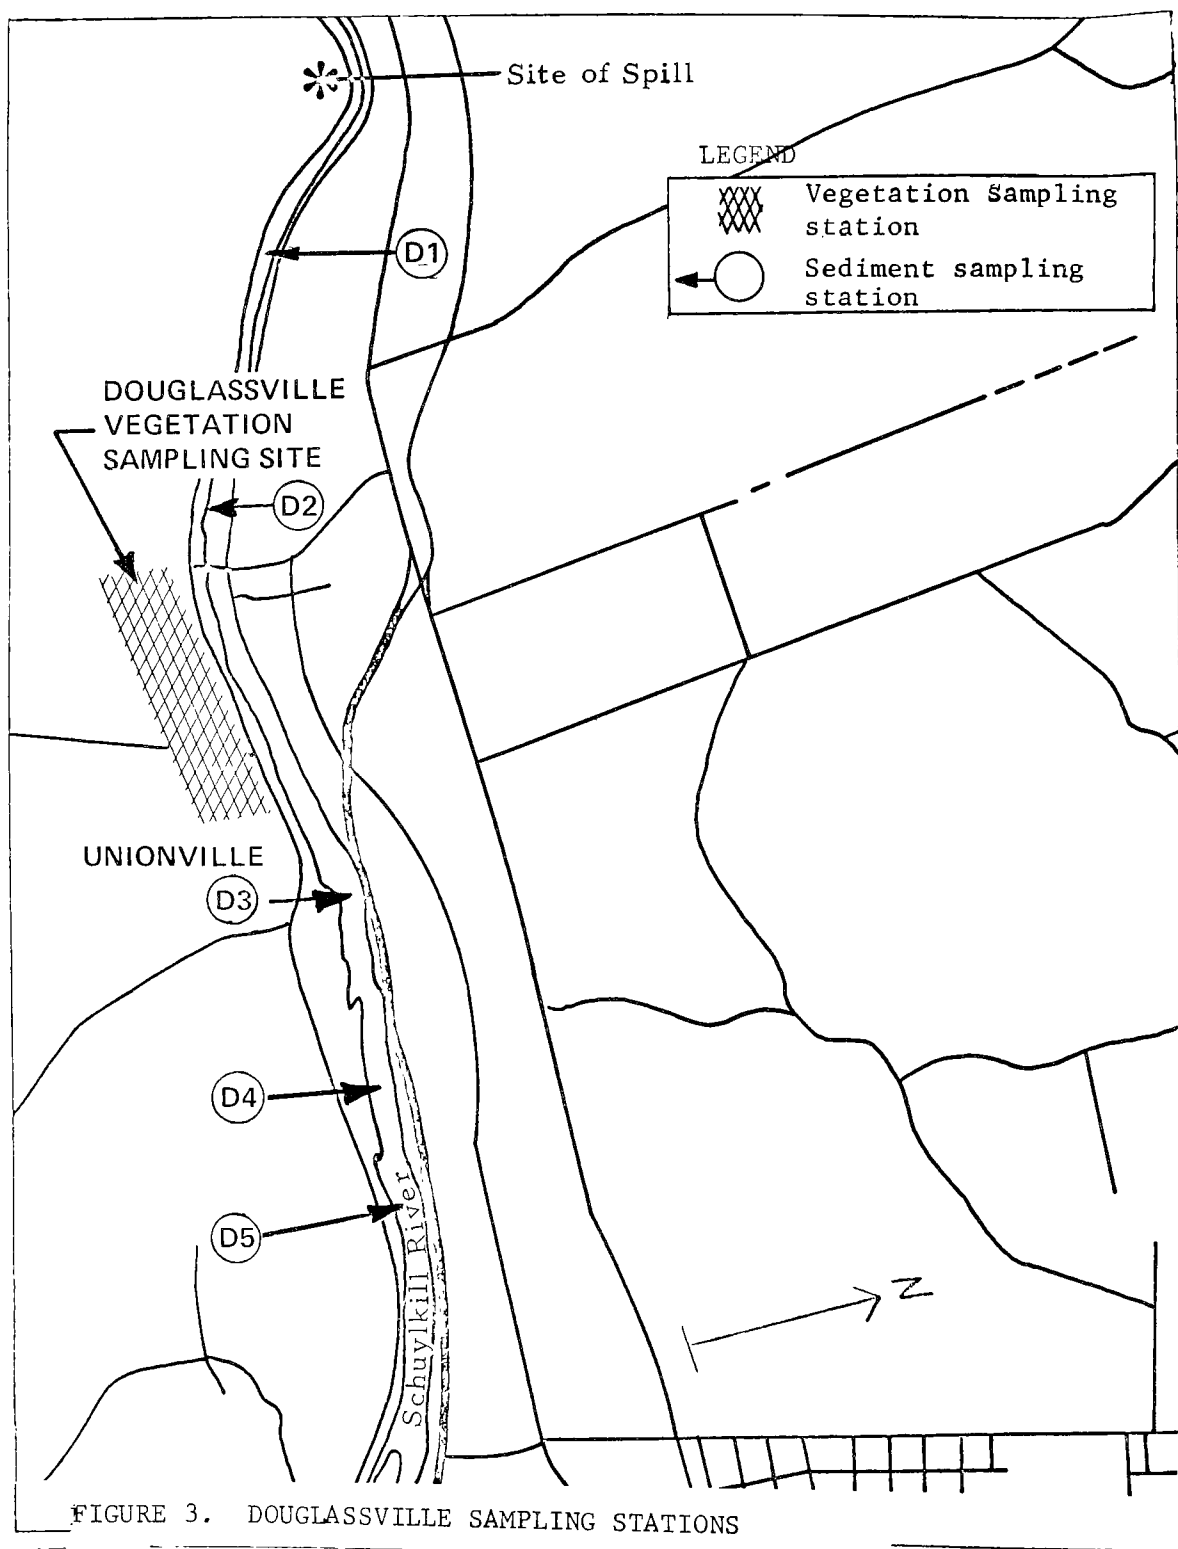 Site of Spill
LEGEND
Vegetation Sampling
station
Sediment sampling
station
D1
DOUGLASSVILLE
VEGETATION
SAMPLING SITE
D2
UNIONVILLE
D3
D4
D5
Schuylkill River
N
FIGURE 3. DOUGLASSVILLE SAMPLING STATIONS